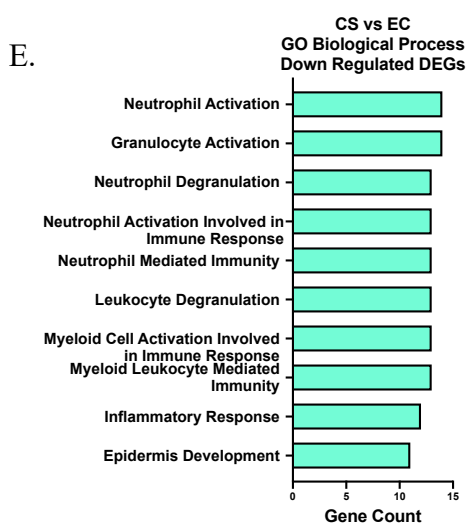 E.
CS vs EC
GO Biological Process
Down Regulated DEGs
Neutrophil Activation
Granulocyte Activation
Neutrophil Degranulation
Neutrophil Activation Involved in
Immune Response
Neutrophil Mediated Immunity
Leukocyte Degranulation
Myeloid Cell Activation Involved
in Immune Response
Myeloid Leukocyte Mediated
Immunity
Inflammatory Response
Epidermis Development
0 5 10 15
Gene Count